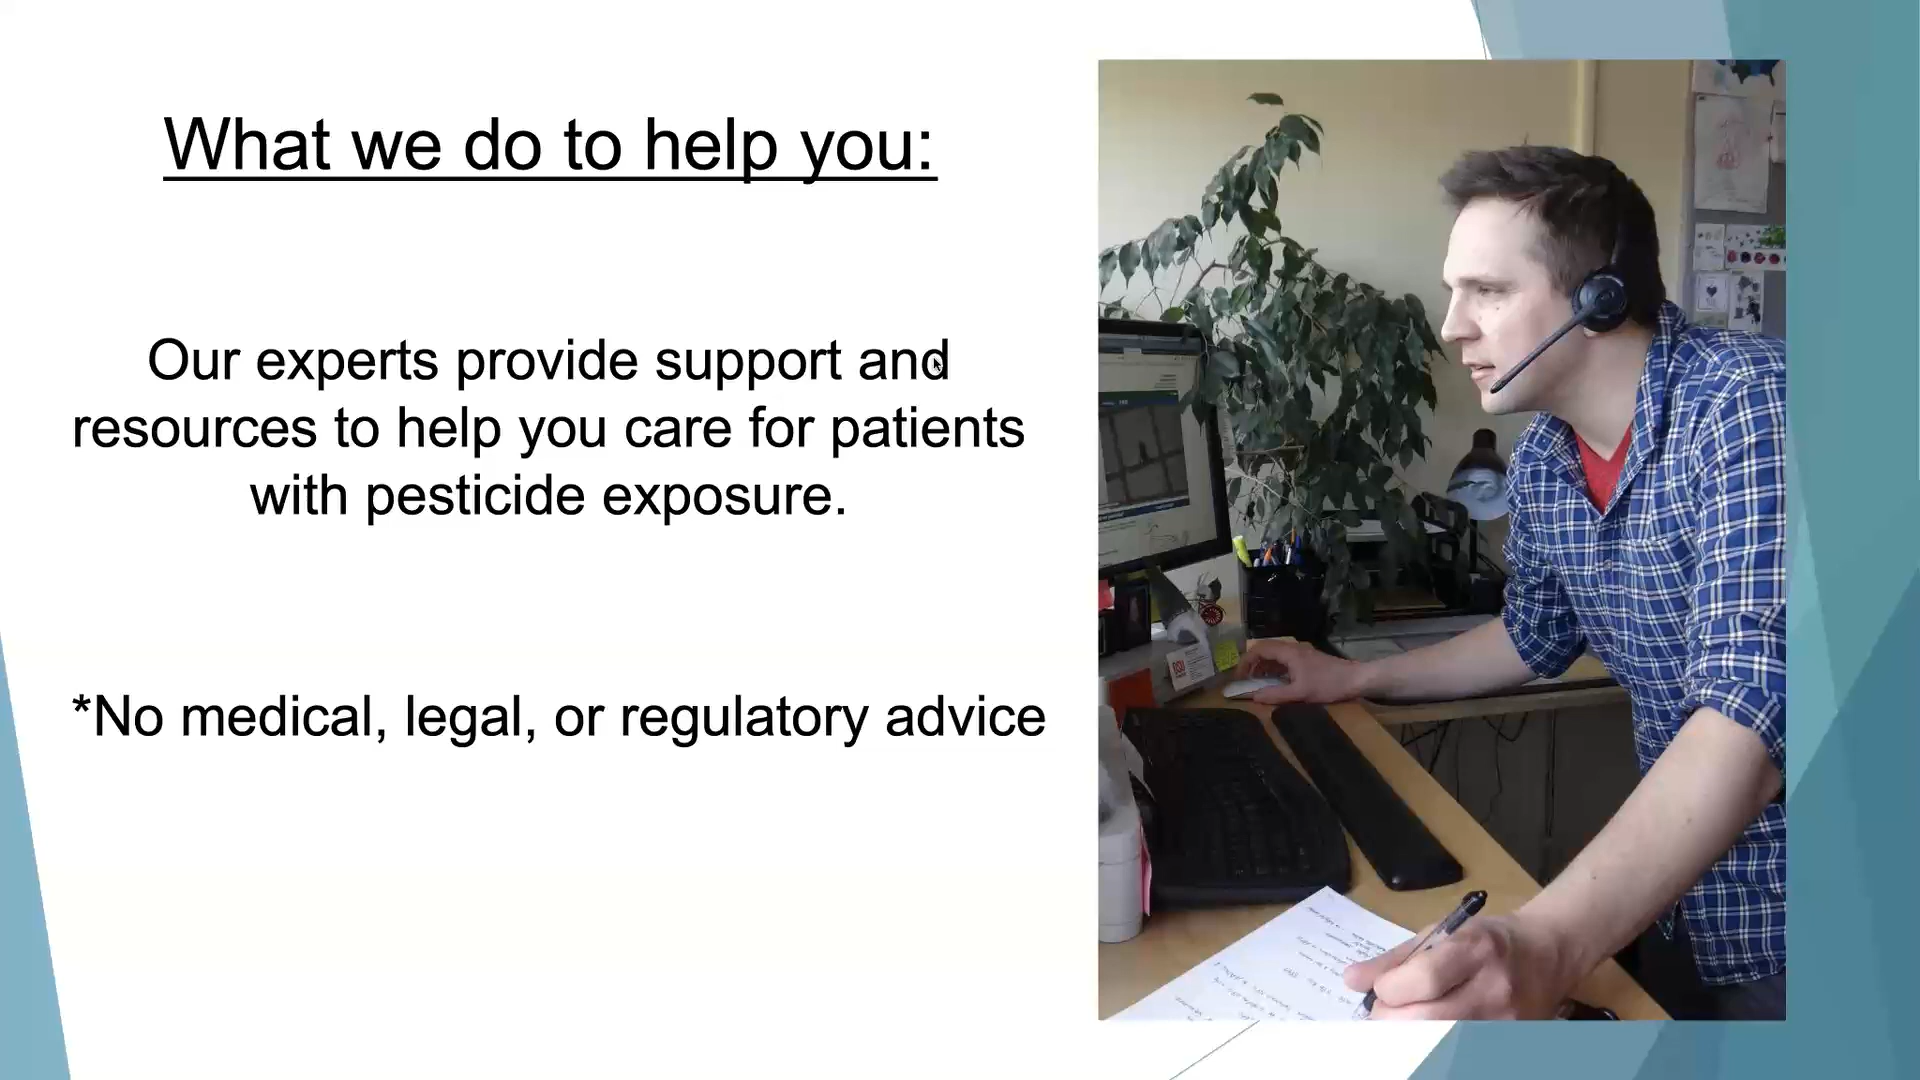 What we do to help you:
Our experts provide support and
resources to help you care for patients
with pesticide exposure.
*No medical, legal, or regulatory advice